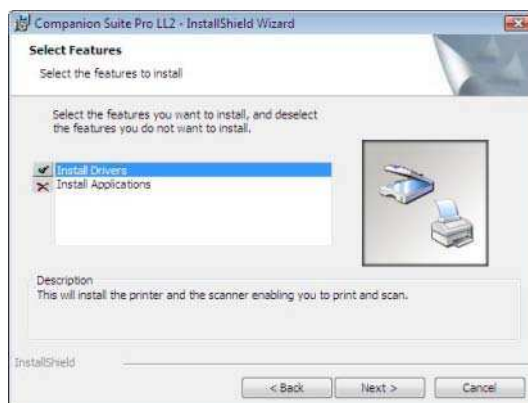 Companion Suite Pro LL2 - InstallShield Wizard
Select Features
Select the features to install
Select the features you want to install, and deselect
the features you do not want to install.
Install Drivers
Install Applications
Description
This will install the printer and the scanner enabling you to print and scan.
InstallShield
< Back
Next >
Cancel